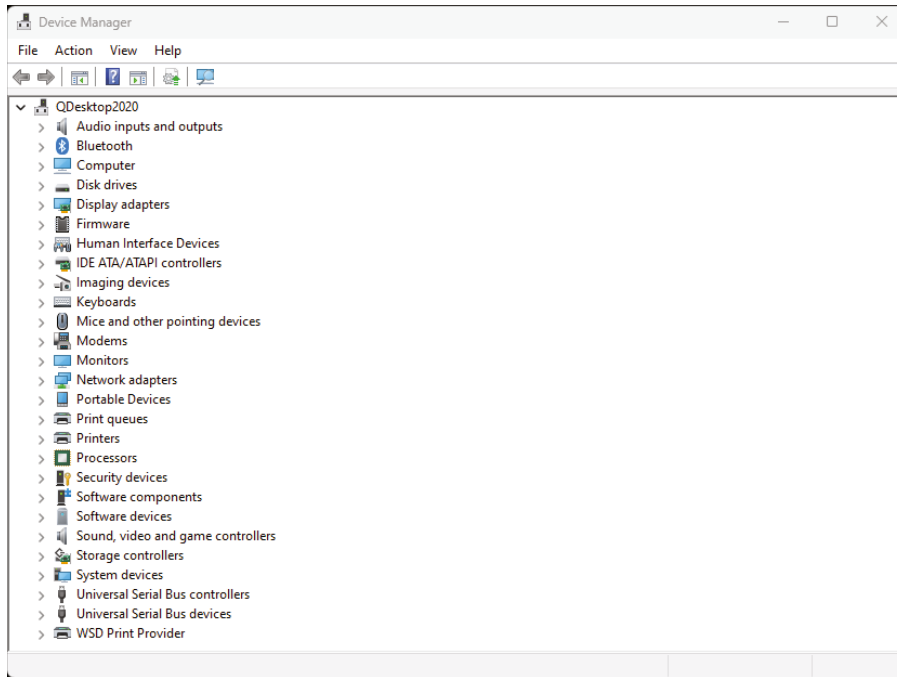 Device Manager
File Action View Help
QDesktop2020
Audio inputs and outputs
Bluetooth
Computer
Disk drives
Display adapters
Firmware
Human Interface Devices
IDE ATA/ATAPI controllers
Imaging devices
Keyboards
Mice and other pointing devices
Modems
Monitors
Network adapters
Portable Devices
Print queues
Printers
Processors
Security devices
Software components
Software devices
Sound, video and game controllers
Storage controllers
System devices
Universal Serial Bus controllers
Universal Serial Bus devices
WSD Print Provider